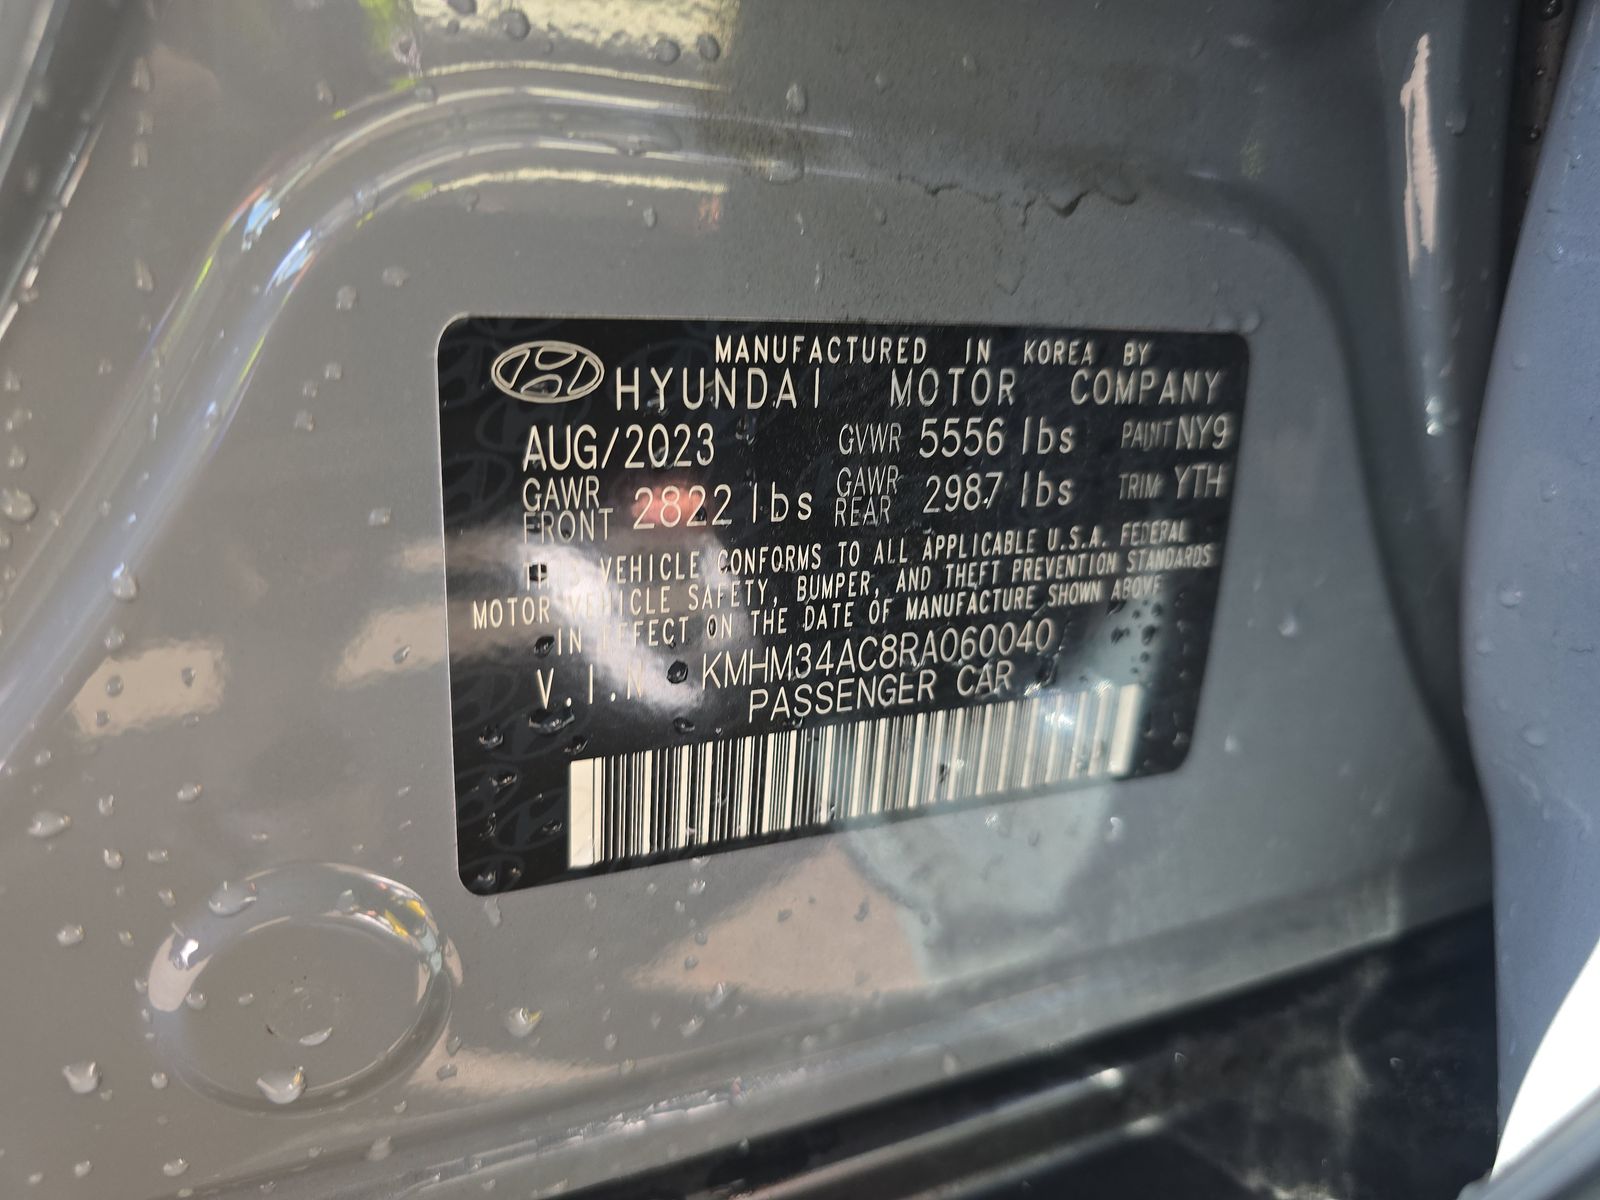 MANUFACTURED IN KOREA BY
HYUNDAI MOTOR COMPANY
AUG/2023 GVWR 5556 lbs PAINT NY9
GAWR FRONT 2822 lbs GAWR REAR 2987 lbs TRIM YTH
THIS VEHICLE CONFORMS TO ALL APPLICABLE U.S.A. FEDERAL
MOTOR VEHICLE SAFETY, BUMPER, AND THEFT PREVENTION STANDARDS
IN EFFECT ON THE DATE OF MANUFACTURE SHOWN ABOVE
V.I.N KMHM34AC8RA060040
PASSENGER CAR